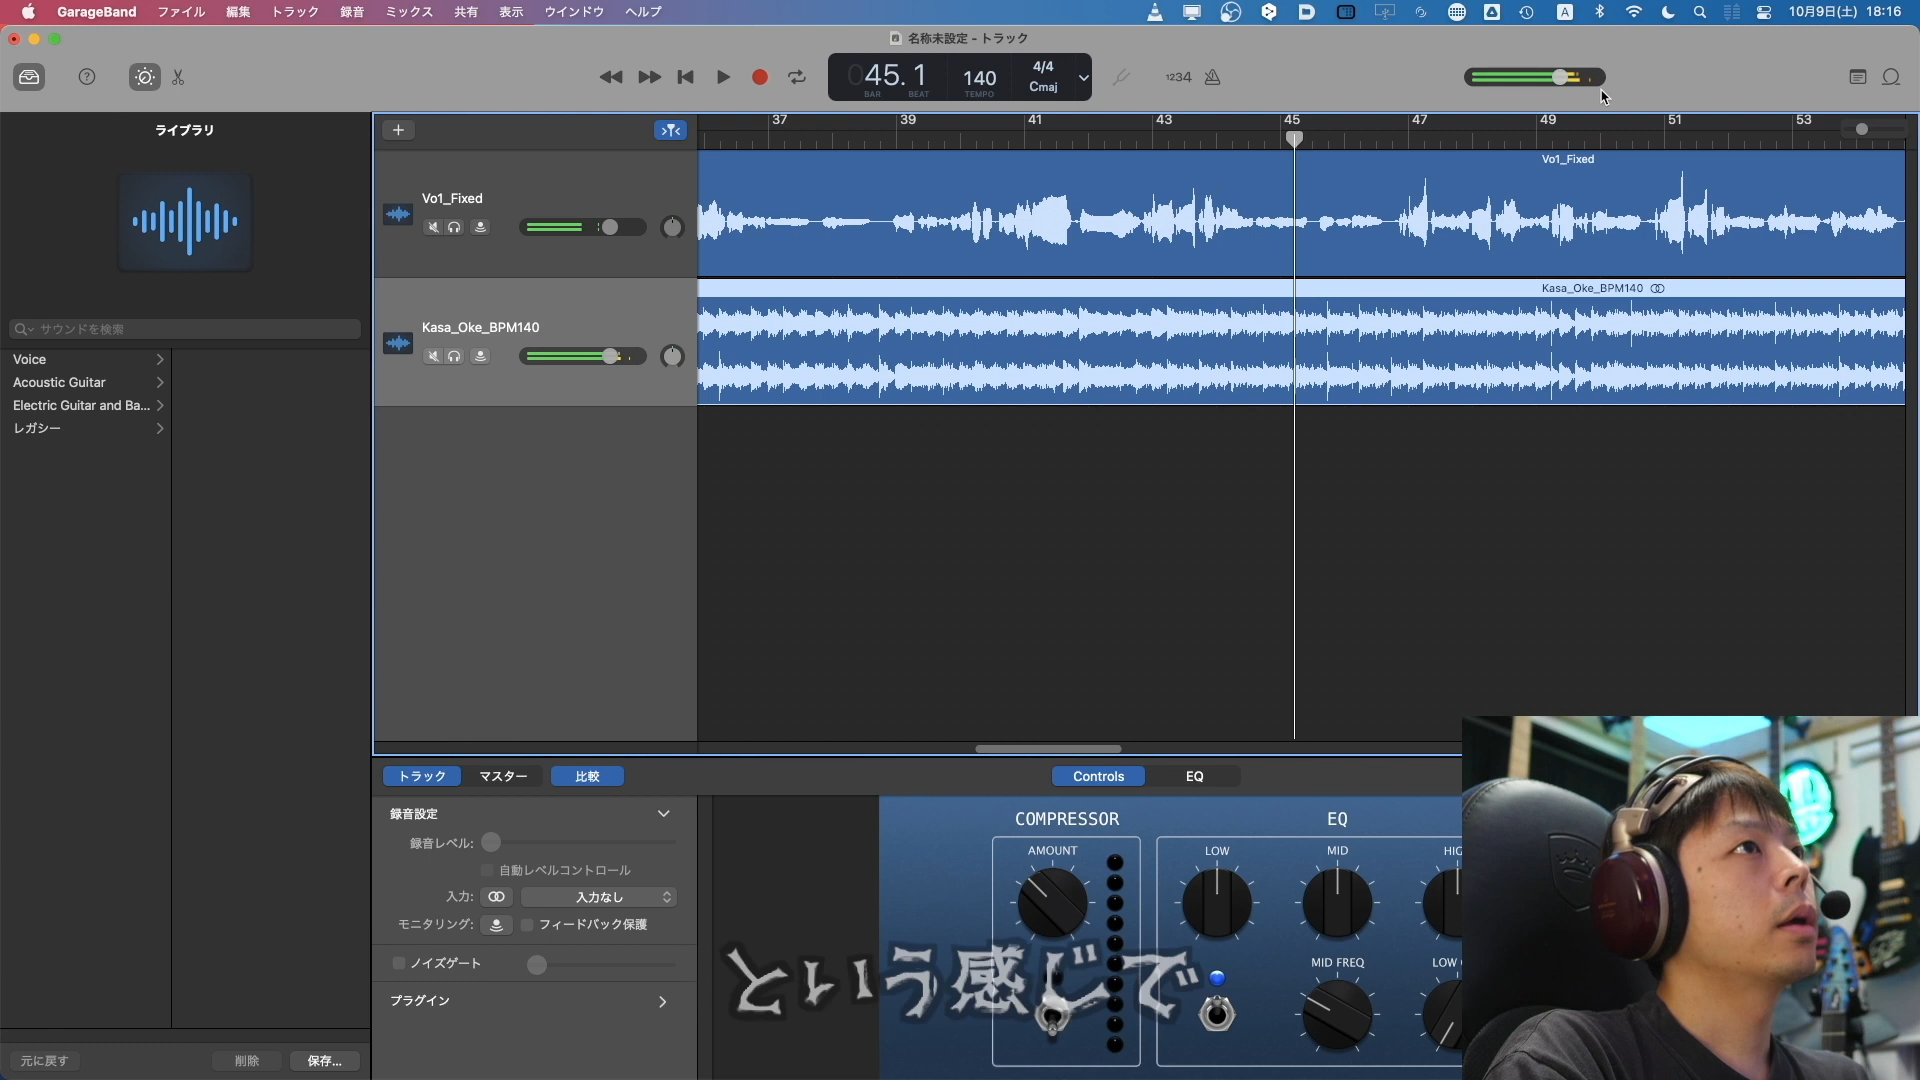 GarageBand ファイル 編集 トラック 録音 ミックス 共有 表示 ウインドウ ヘルプ
A 10月9日(土) 18:16
名称未設定 - トラック
045. 1
BAR BEAT
140
TEMPO
4/4
Cmaj
1234
ライブラリ
サウンドを検索
Voice
Acoustic Guitar
Electric Guitar and Ba...
レガシー
37 39 41 43 45 47 49 51 53
Vo1_Fixed
Vo1_Fixed
Kasa_Oke_BPM140
Kasa_Oke_BPM140
トラック マスター 比較
Controls EQ
録音設定
録音レベル:
自動レベルコントロール
入力: 入力なし
モニタリング: フィードバック保護
ノイズゲート
プラグイン
COMPRESSOR
AMOUNT
EQ
LOW MID HIG
MID FREQ LOW
という感じで
元に戻す 削除 保存...